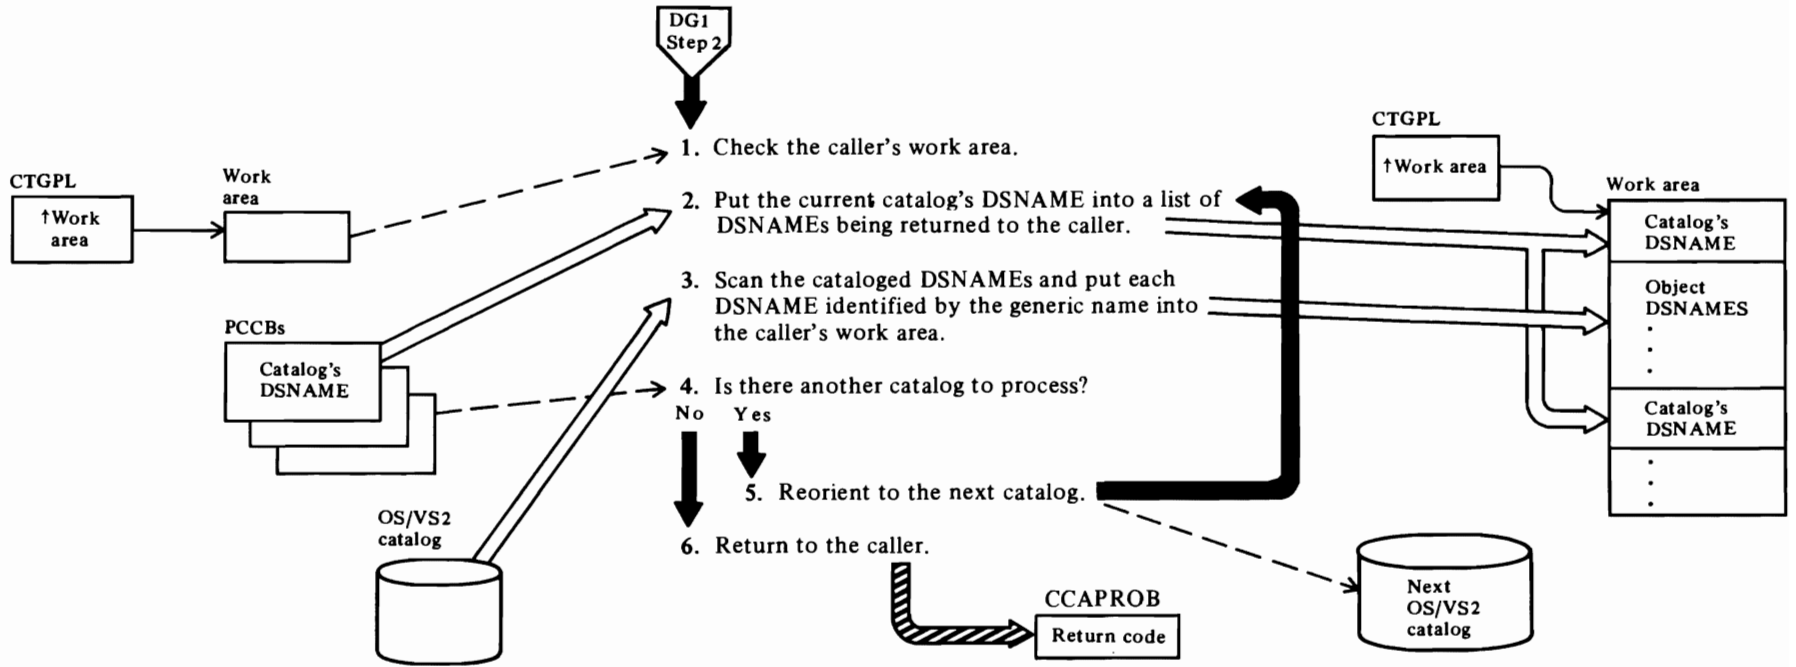 DG1
Step 2
1. Check the caller's work area.
CTGPL
↑Work
area
Work
area
2. Put the current catalog's DSNAME into a list of
DSNAMEs being returned to the caller.
3. Scan the cataloged DSNAMEs and put each
DSNAME identified by the generic name into
the caller's work area.
PCCBs
Catalog's
DSNAME
4. Is there another catalog to process?
No Yes
5. Reorient to the next catalog.
OS/VS2
catalog
6. Return to the caller.
CCAPROB
Return code
CTGPL
↑Work area
Work area
Catalog's
DSNAME
Object
DSNAMES
.
.
.
Catalog's
DSNAME
.
.
.
Next
OS/VS2
catalog